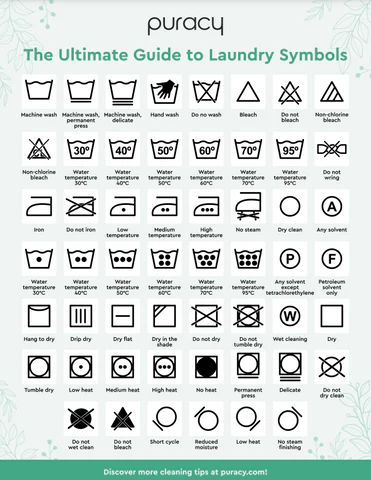 puracy
The Ultimate Guide to Laundry Symbols
Machine wash
Machine wash,
permanent
press
Machine wash,
delicate
Hand wash
Do no wash
Bleach
Do not
bleach
Non-chlorine
bleach
Non-chlorine
bleach
30°
Water
temperature
30°C
40°
Water
temperature
40°C
50°
Water
temperature
50°C
60°
Water
temperature
60°C
70°
Water
temperature
70°C
95°
Water
temperature
95°C
Do not
wring
Iron
Do not iron
Low
temperature
Medium
temperature
High
temperature
No steam
Dry clean
A
Any solvent
Water
temperature
30°C
Water
temperature
40°C
Water
temperature
50°C
Water
temperature
60°C
Water
temperature
70°C
Water
temperature
95°C
P
Any solvent
except
tetrachlorethylene
F
Petroleum
solvent
only
Hang to dry
Drip dry
Dry flat
Dry in the
shade
Do not dry
Do not
tumble dry
W
Wet cleaning
Dry
Tumble dry
Low heat
Medium heat
High heat
No heat
Permanent
press
Delicate
Do not
dry clean
Do not
wet clean
Do not
bleach
Short cycle
Reduced
moisture
Low heat
No steam
finishing
Discover more cleaning tips at puracy.com!